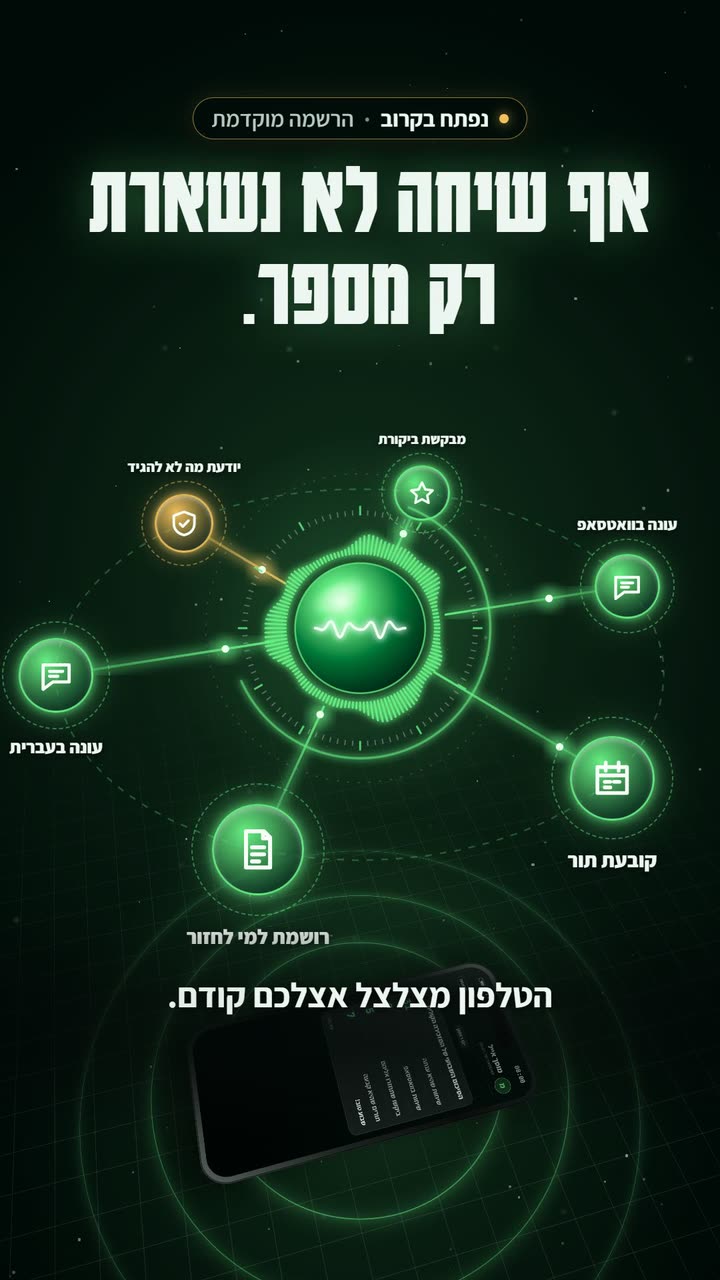 נפתח בקרוב • הרשמה מוקדמת
אף שיחה לא נשארת
רק מספר.
מבקשת ביקורת
יודעת מה לא להגיד
עונה בוואטסאפ
עונה בעברית
קובעת תור
רושמת למי לחזור
הטלפון מצלצל אצלכם קודם.